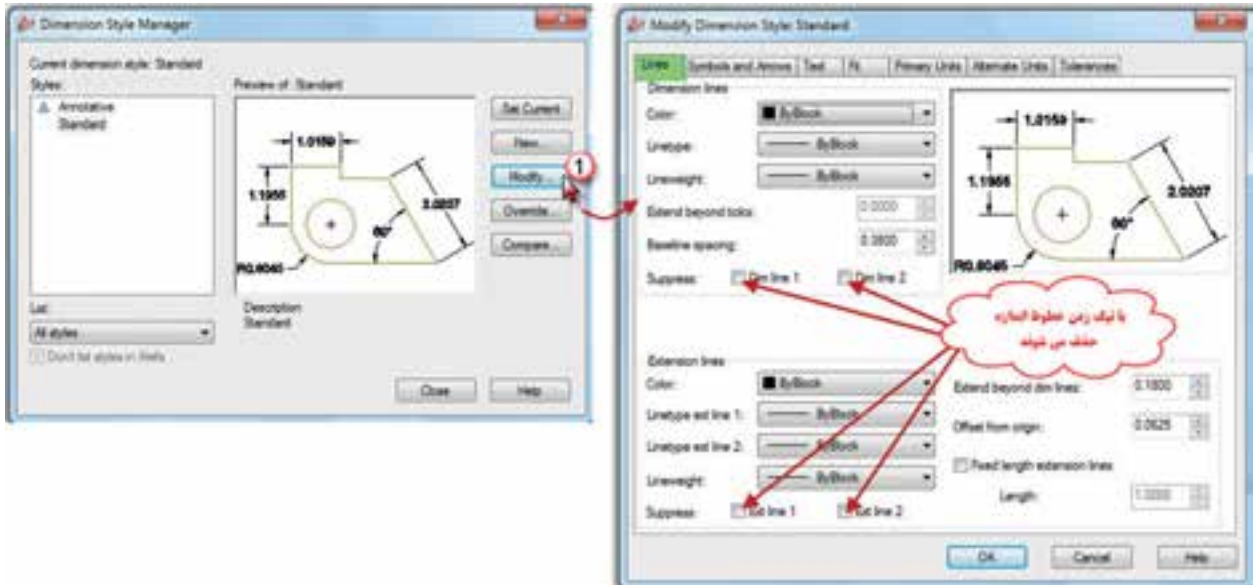 Dimension Style Manager
Current dimension style: Standard
Styles:
Annotative
Standard
Preview of: Standard
1.0159
1.1955
2.0207
60°
R0.8045
Set Current
New...
Modify...
1
Override...
Compare...
List:
All styles
Don't list styles in Xrefs
Description
Standard
Close
Help
Modify Dimension Style: Standard
Lines
Symbols and Arrows
Text
Fit
Primary Units
Alternate Units
Tolerances
Dimension lines
Color:
ByBlock
Linetype:
ByBlock
Lineweight:
ByBlock
Extend beyond ticks:
0.0000
Baseline spacing:
0.3800
Suppress:
Dim line 1
Dim line 2
1.0159
1.1955
2.0207
60°
R0.8045
با تیک زدن خطوط اندازه
حذف می شوند
Extension lines
Color:
ByBlock
Linetype ext line 1:
ByBlock
Linetype ext line 2:
ByBlock
Lineweight:
ByBlock
Suppress:
Ext line 1
Ext line 2
Extend beyond dim lines:
0.1800
Offset from origin:
0.0625
Fixed length extension lines
Length:
1.0000
OK
Cancel
Help